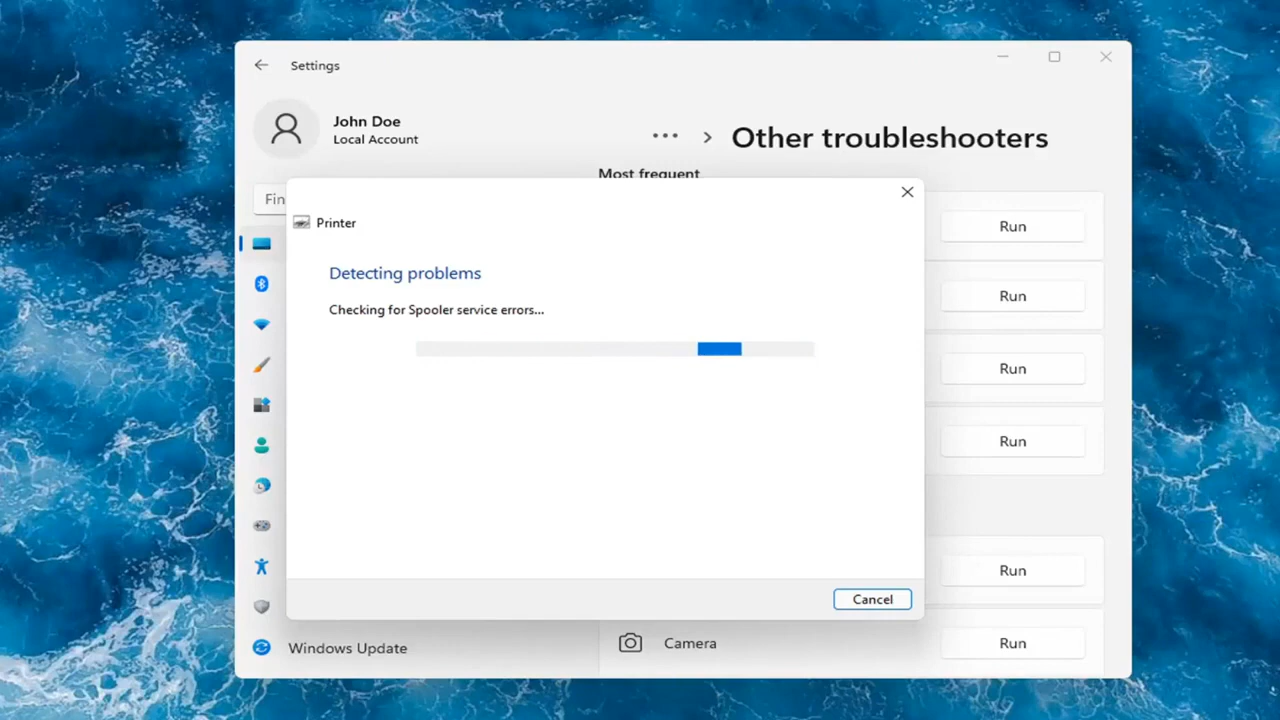 Settings
John Doe
Local Account
Other troubleshooters
Most frequent
Fin
Printer
Detecting problems
Checking for Spooler service errors...
Cancel
Run
Run
Run
Run
Run
Windows Update
Camera
Run